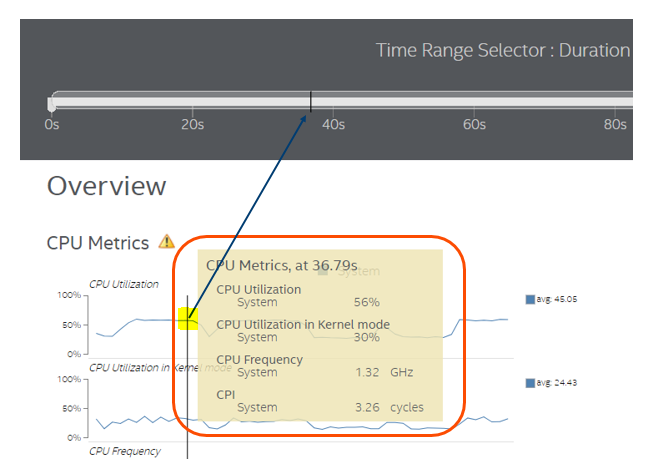 Time Range Selector : Duration
0s 20s 40s 60s 80s
Overview
CPU Metrics
CPU Metrics, at 36.79s
System
CPU Utilization
CPU Utilization
System 56%
100%
avg: 45.05
50%
CPU Utilization in Kernel mode
System 30%
0%
CPU Utilization in Kernel mode
CPU Frequency
System 1.32 GHz
100%
avg: 24.43
CPI
50%
System 3.26 cycles
0%
CPU Frequency